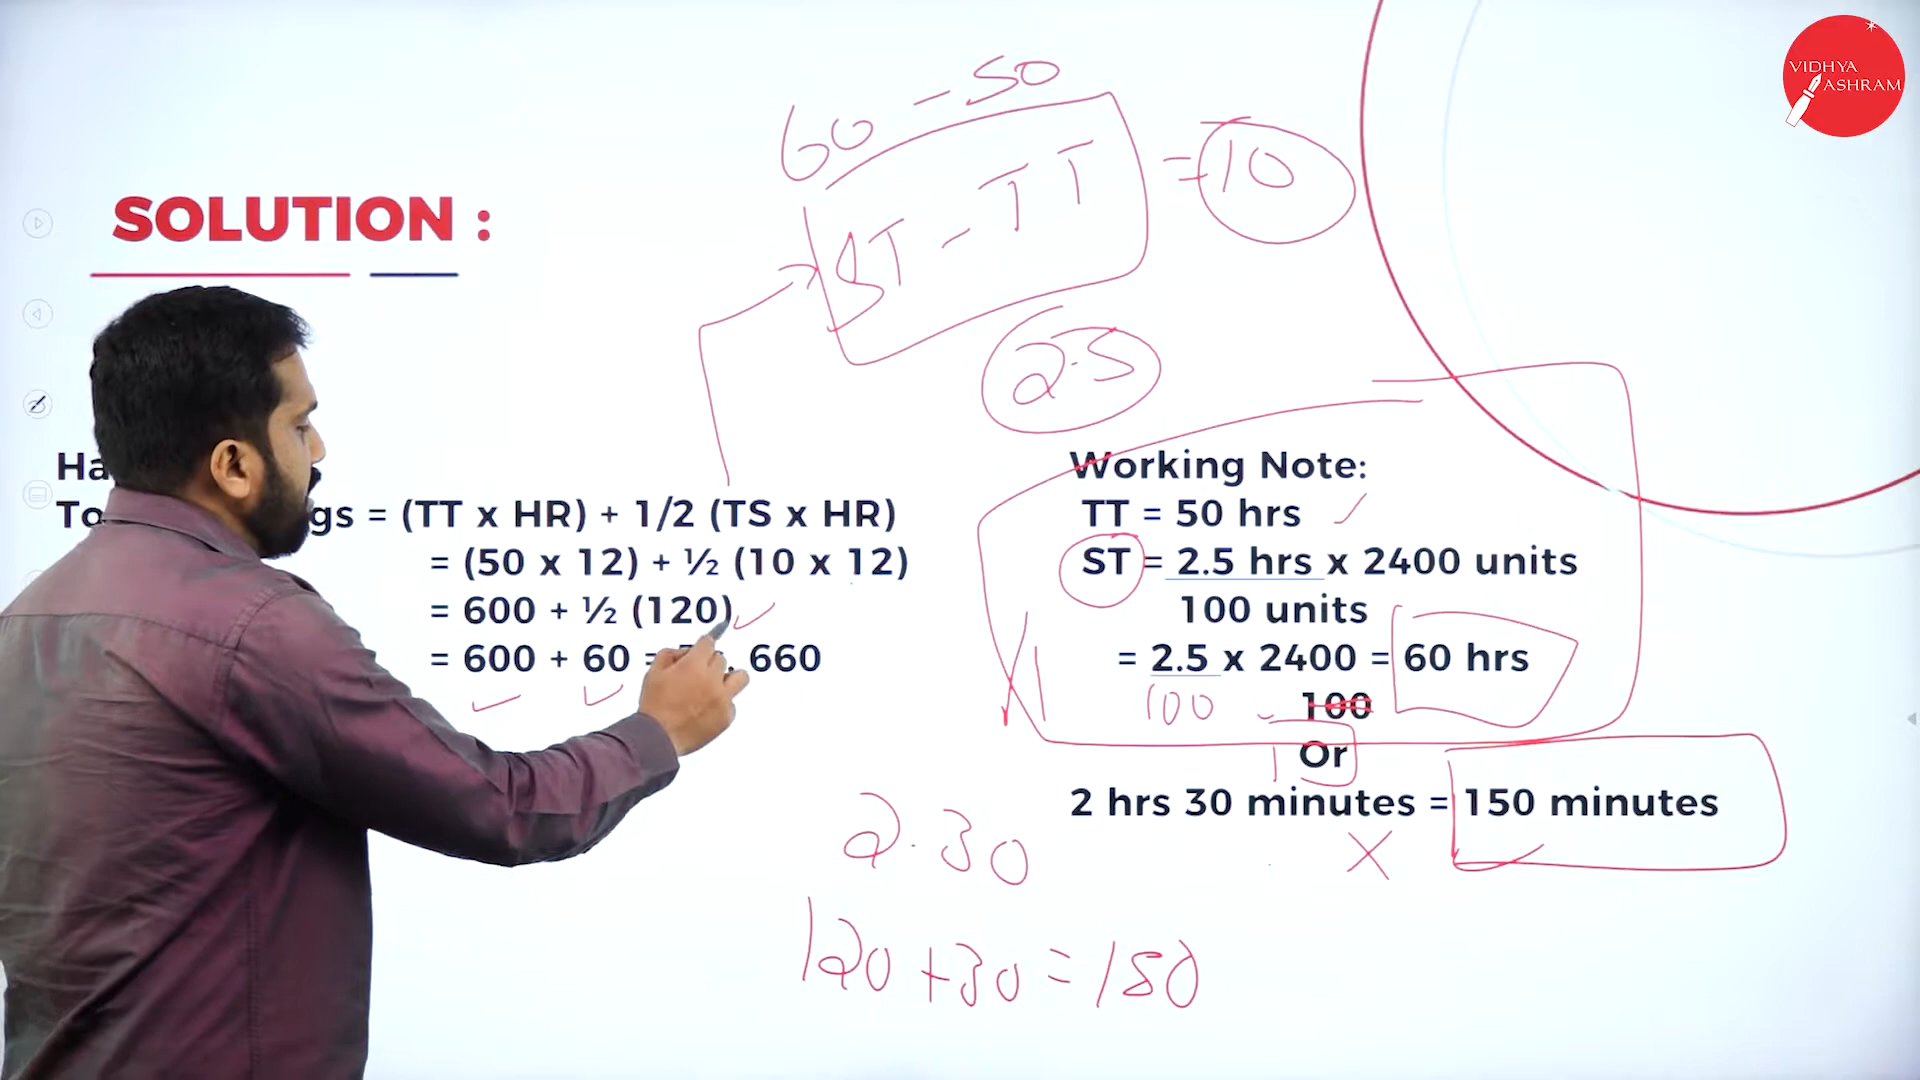 VIDHYA
ASHRAM
60 - 50
ST - TT = 10
2.5
SOLUTION :
= (TT x HR) + 1/2 (TS x HR)
= (50 x 12) + ½ (10 x 12)
= 600 + ½ (120)
= 600 + 60 = 660
Working Note:
TT = 50 hrs
ST = 2.5 hrs x 2400 units
100 units
= 2.5 x 2400 = 60 hrs
100 100
Or
2 hrs 30 minutes = 150 minutes
X
2.30
120 + 30 = 150